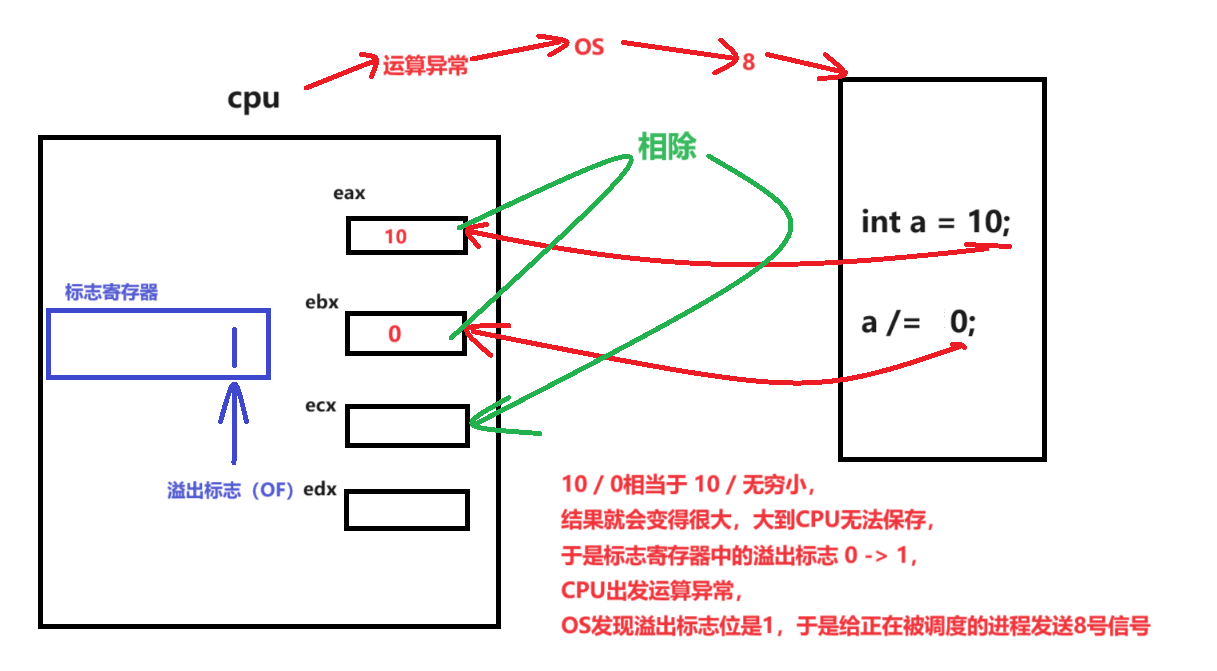 运算异常
OS
8
cpu
相除
eax
10
int a = 10;
标志寄存器
ebx
0
a /= 0;
ecx
溢出标志（OF）
edx
10 / 0相当于 10 / 无穷小，
结果就会变得很大，大到CPU无法保存，
于是标志寄存器中的溢出标志 0 -> 1，
CPU出发运算异常，
OS发现溢出标志位是1，于是给正在被调度的进程发送8号信号